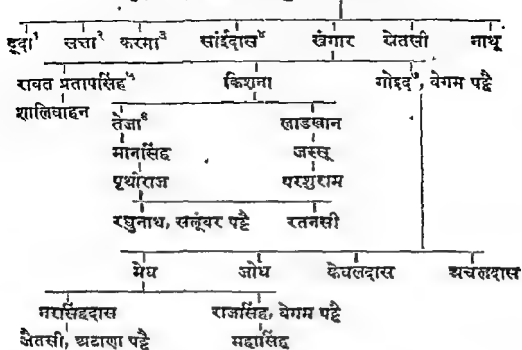 दूदा¹ सत्ता² करमा³ सांईदास⁴ खंगार खेतसी नाथू
रावत प्रतापसिंह⁵ किशना गोइंद⁷, वेगम पट्टै
शालिवाहन
तेजा⁶ लाडखान
मानसिंह जस्सू
पृथीराज परशुराम
रघुनाथ, सलूंबर पट्टै रतनसी
मेघ जोध केवलदास अचलदास
नरसिंहदास राजसिंह, वेगम पट्टै
जैतसी, अठाणा पट्टै महासिंह